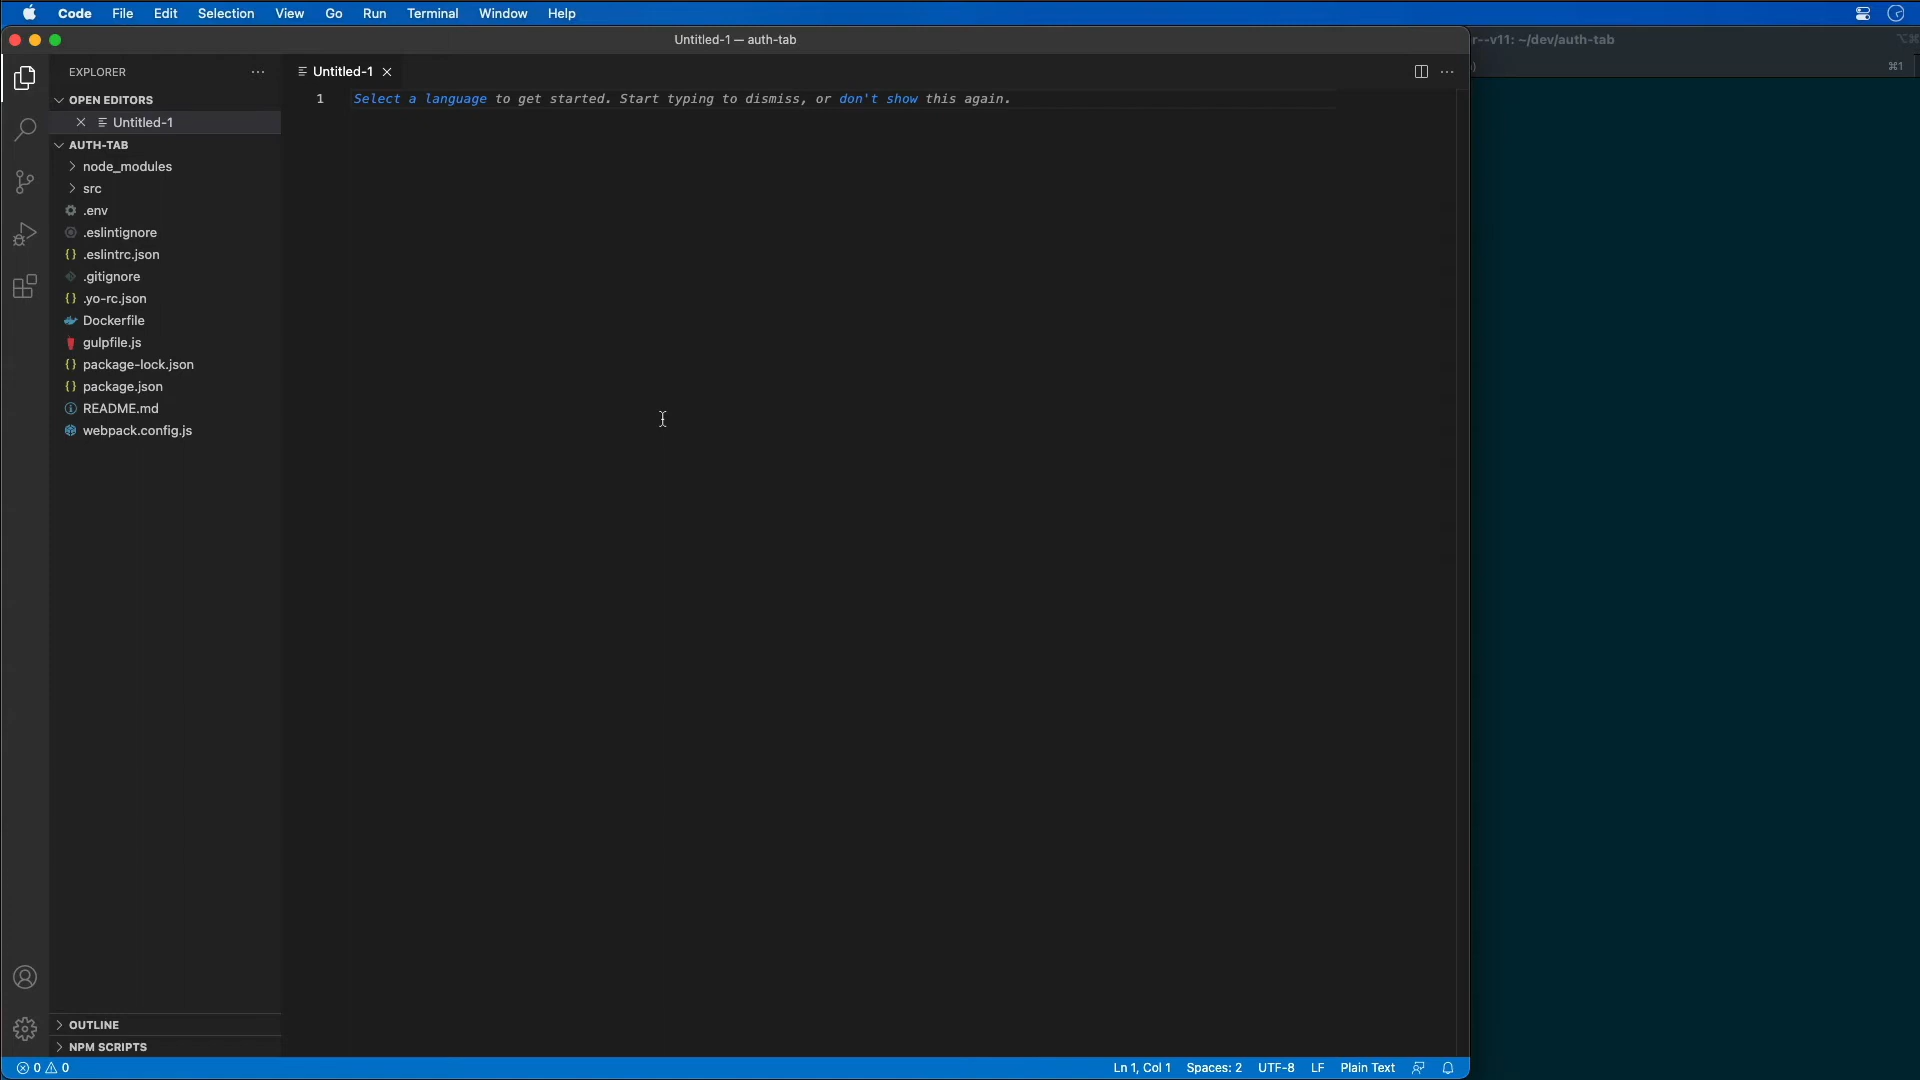 Code File Edit Selection View Go Run Terminal Window Help
Untitled-1 — auth-tab
r--v11: ~/dev/auth-tab
⌥⌘
⌘1
EXPLORER
Untitled-1
OPEN EDITORS
Untitled-1
AUTH-TAB
node_modules
src
.env
.eslintignore
.eslintrc.json
.gitignore
.yo-rc.json
Dockerfile
gulpfile.js
package-lock.json
package.json
README.md
webpack.config.js
OUTLINE
NPM SCRIPTS
1 Select a language to get started. Start typing to dismiss, or don't show this again.
0 0
Ln 1, Col 1 Spaces: 2 UTF-8 LF Plain Text